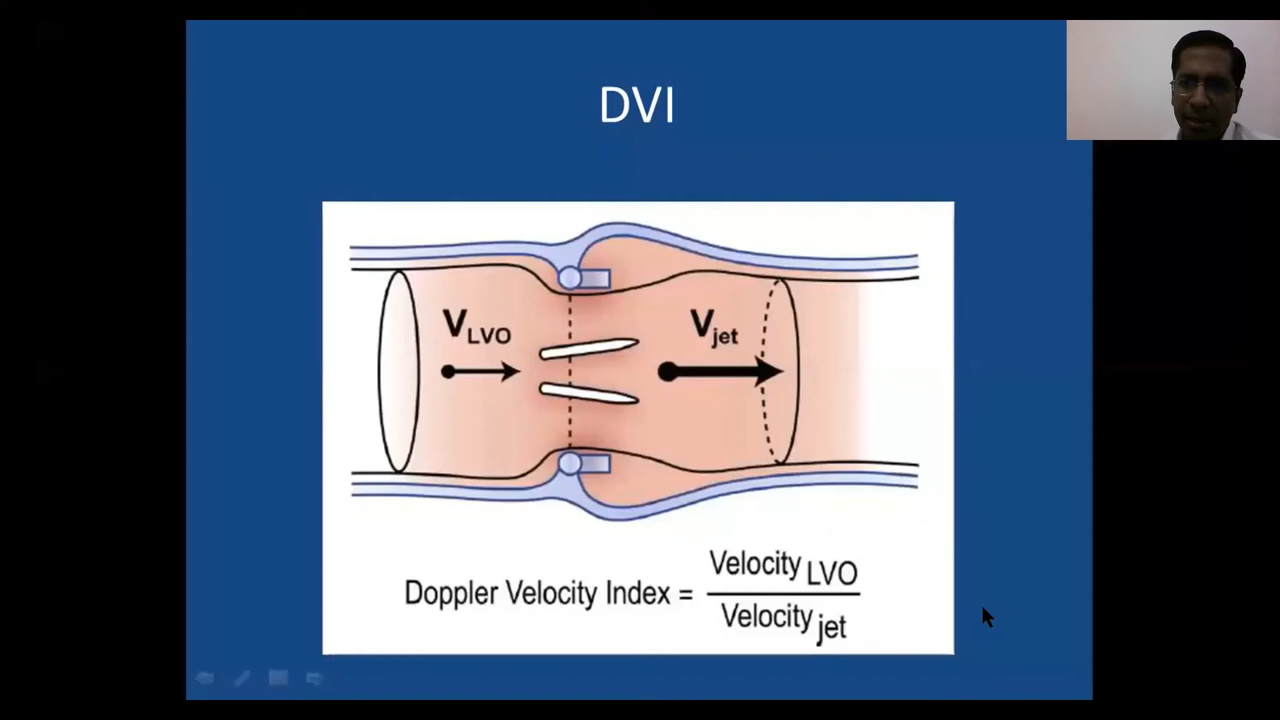 DVI
VLVO
Vjet
Doppler Velocity Index = Velocity LVO
Velocity jet